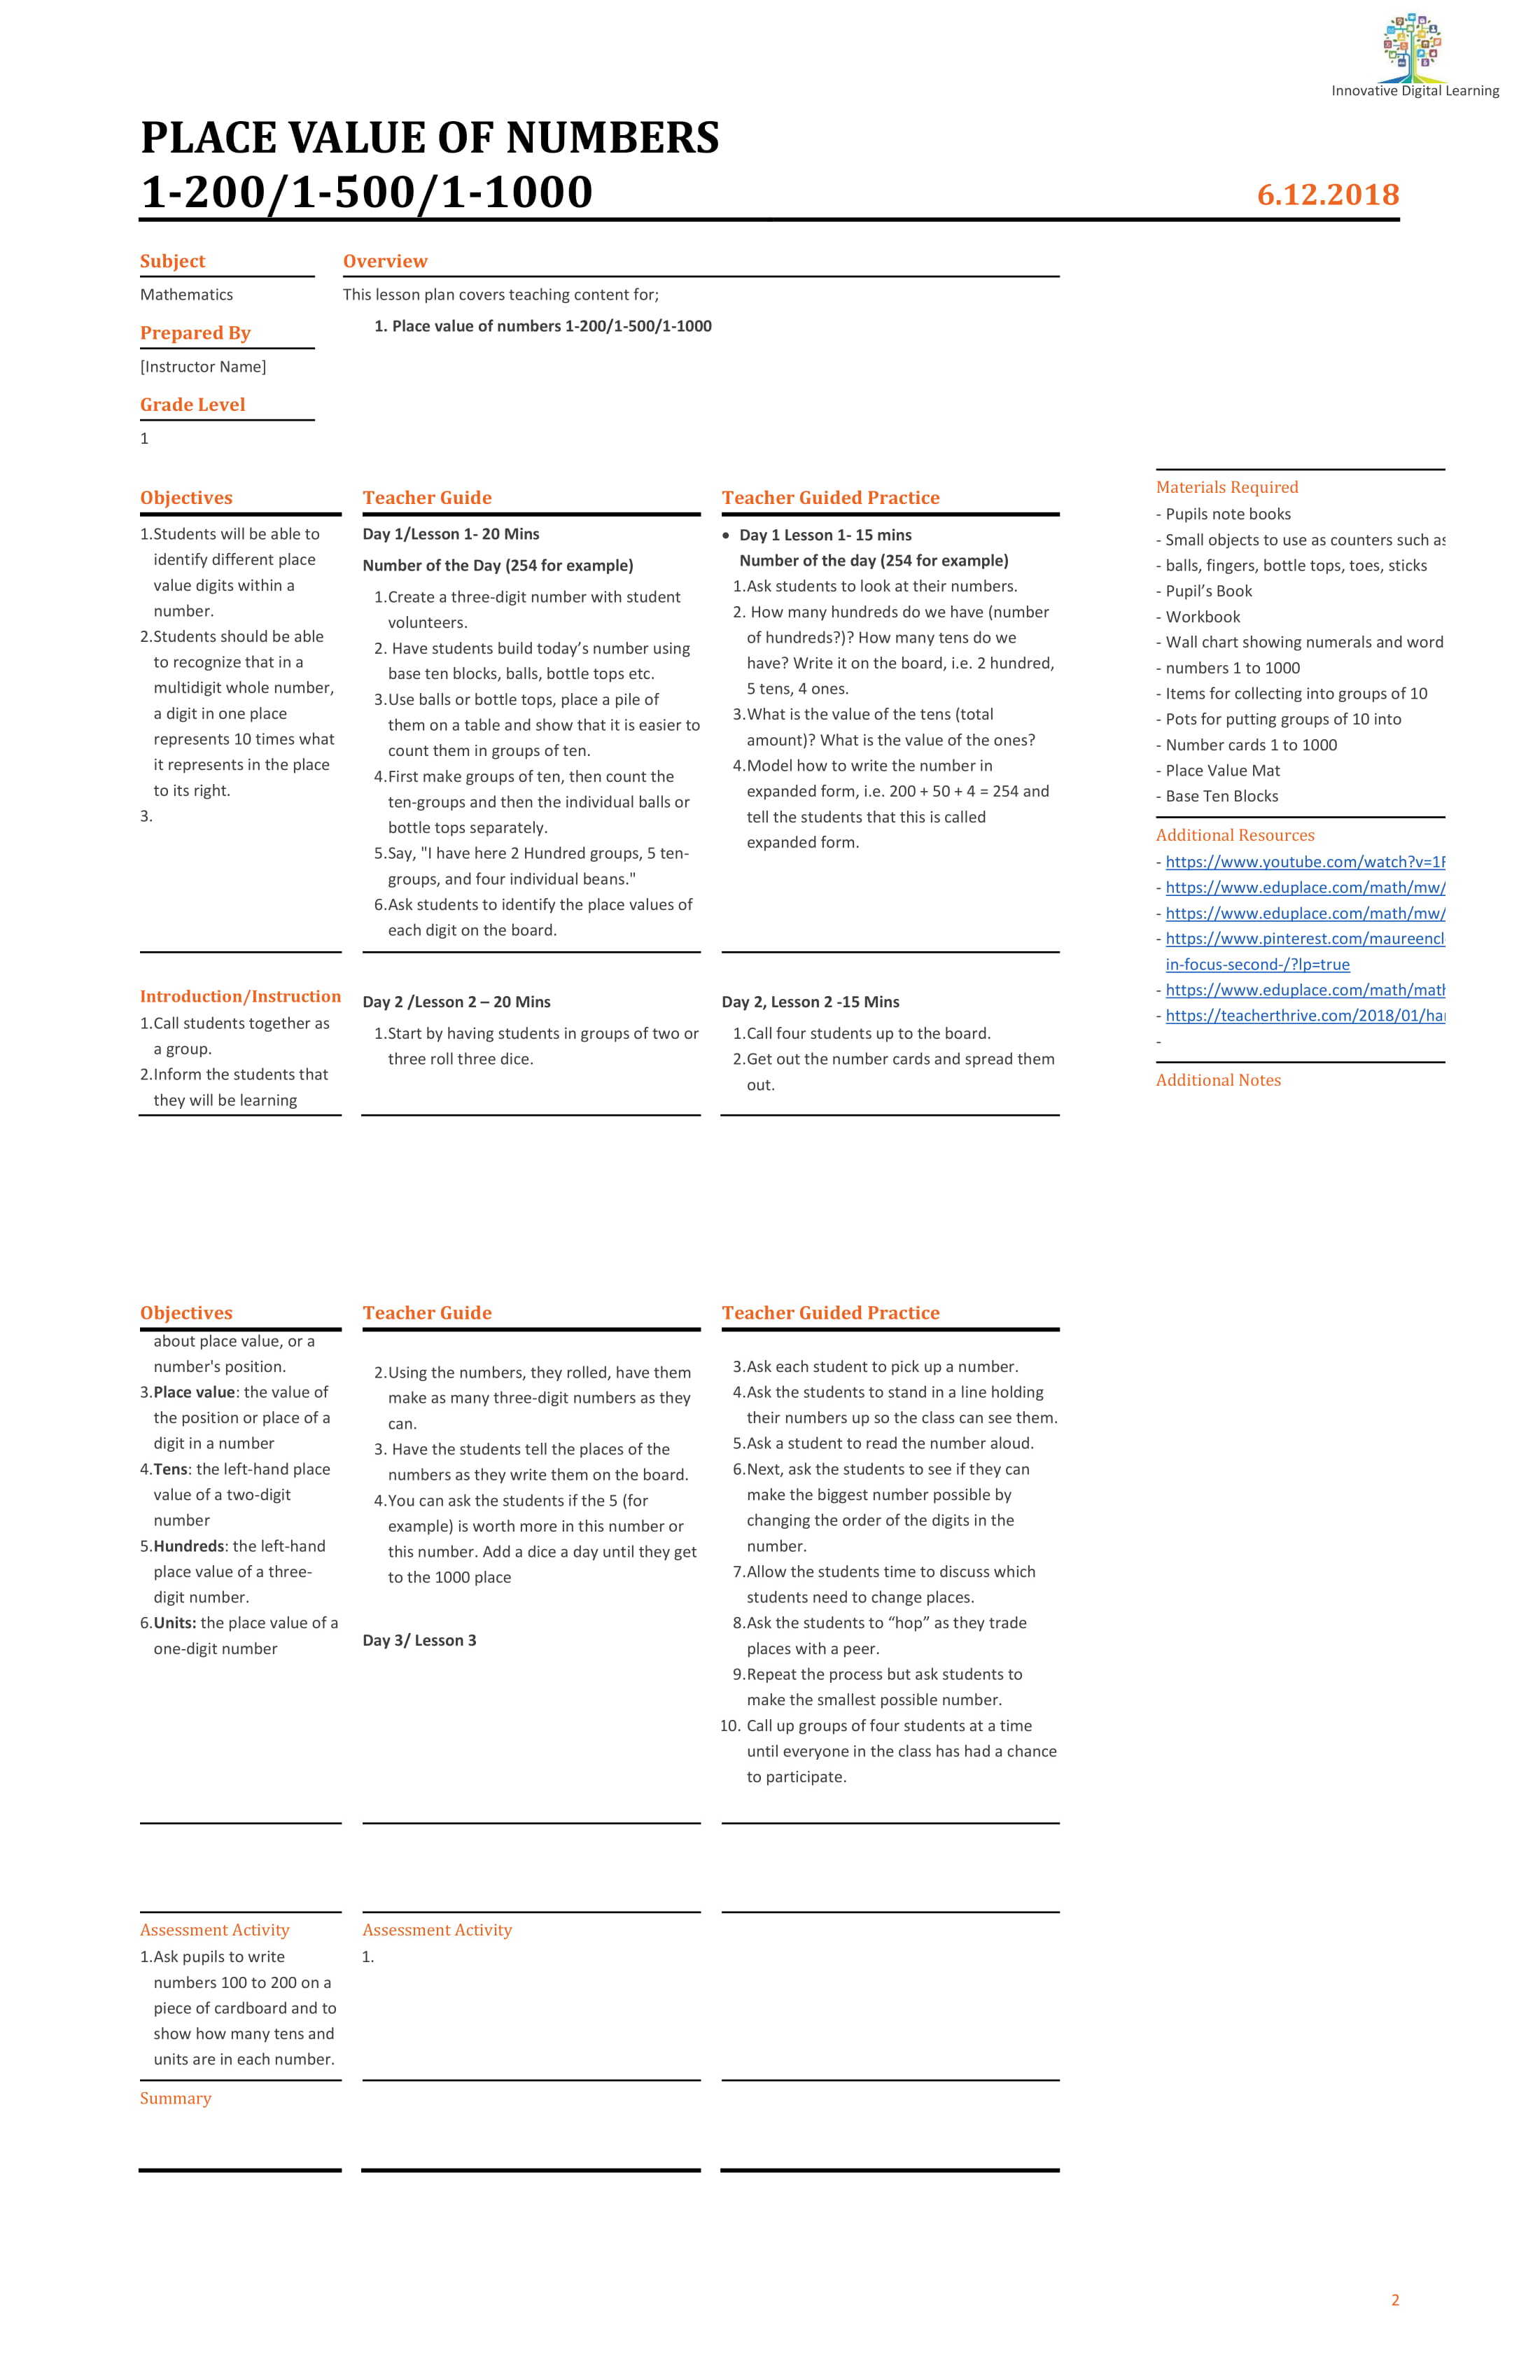 Innovative Digital Learning
PLACE VALUE OF NUMBERS
1-200/1-500/1-1000
6.12.2018
Subject
Mathematics
Prepared By
[Instructor Name]
Grade Level
1
Overview
This lesson plan covers teaching content for;
1. Place value of numbers 1-200/1-500/1-1000
Objectives
1.Students will be able to
identify different place
value digits within a
number.
2.Students should be able
to recognize that in a
multidigit whole number,
a digit in one place
represents 10 times what
it represents in the place
to its right.
3.
Teacher Guide
Day 1/Lesson 1- 20 Mins
Number of the Day (254 for example)
1.Create a three-digit number with student
volunteers.
2. Have students build today’s number using
base ten blocks, balls, bottle tops etc.
3.Use balls or bottle tops, place a pile of
them on a table and show that it is easier to
count them in groups of ten.
4.First make groups of ten, then count the
ten-groups and then the individual balls or
bottle tops separately.
5.Say, "I have here 2 Hundred groups, 5 ten-
groups, and four individual beans."
6.Ask students to identify the place values of
each digit on the board.
Teacher Guided Practice
• Day 1 Lesson 1- 15 mins
Number of the day (254 for example)
1.Ask students to look at their numbers.
2. How many hundreds do we have (number
of hundreds?)? How many tens do we
have? Write it on the board, i.e. 2 hundred,
5 tens, 4 ones.
3.What is the value of the tens (total
amount)? What is the value of the ones?
4.Model how to write the number in
expanded form, i.e. 200 + 50 + 4 = 254 and
tell the students that this is called
expanded form.
Materials Required
- Pupils note books
- Small objects to use as counters such as
- balls, fingers, bottle tops, toes, sticks
- Pupil’s Book
- Workbook
- Wall chart showing numerals and word
- numbers 1 to 1000
- Items for collecting into groups of 10
- Pots for putting groups of 10 into
- Number cards 1 to 1000
- Place Value Mat
- Base Ten Blocks
Additional Resources
- https://www.youtube.com/watch?v=1
- https://www.eduplace.com/math/mw/
- https://www.eduplace.com/math/mw/
- https://www.pinterest.com/maureencl
in-focus-second-/?lp=true
- https://www.eduplace.com/math/mat
- https://teacherthrive.com/2018/01/ha
-
Additional Notes
Introduction/Instruction
1.Call students together as
a group.
2.Inform the students that
they will be learning
Day 2 /Lesson 2 – 20 Mins
1.Start by having students in groups of two or
three roll three dice.
Day 2, Lesson 2 -15 Mins
1.Call four students up to the board.
2.Get out the number cards and spread them
out.
Objectives
about place value, or a
number's position.
3.Place value: the value of
the position or place of a
digit in a number
4.Tens: the left-hand place
value of a two-digit
number
5.Hundreds: the left-hand
place value of a three-
digit number.
6.Units: the place value of a
one-digit number
Teacher Guide
2.Using the numbers, they rolled, have them
make as many three-digit numbers as they
can.
3. Have the students tell the places of the
numbers as they write them on the board.
4.You can ask the students if the 5 (for
example) is worth more in this number or
this number. Add a dice a day until they get
to the 1000 place
Day 3/ Lesson 3
Teacher Guided Practice
3.Ask each student to pick up a number.
4.Ask the students to stand in a line holding
their numbers up so the class can see them.
5.Ask a student to read the number aloud.
6.Next, ask the students to see if they can
make the biggest number possible by
changing the order of the digits in the
number.
7.Allow the students time to discuss which
students need to change places.
8.Ask the students to “hop” as they trade
places with a peer.
9.Repeat the process but ask students to
make the smallest possible number.
10. Call up groups of four students at a time
until everyone in the class has had a chance
to participate.
Assessment Activity
1.Ask pupils to write
numbers 100 to 200 on a
piece of cardboard and to
show how many tens and
units are in each number.
Assessment Activity
1.
Summary
2